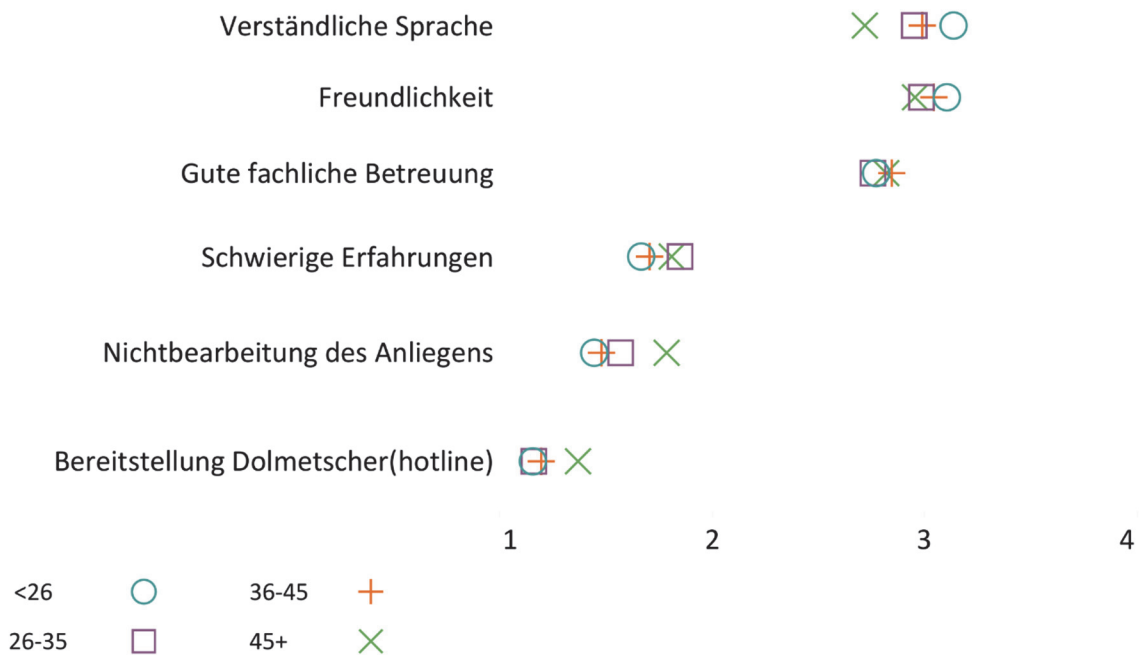 Verständliche Sprache
Freundlichkeit
Gute fachliche Betreuung
Schwierige Erfahrungen
Nichtbearbeitung des Anliegens
Bereitstellung Dolmetscher(hotline)
1 2 3 4
<26 36-45
26-35 45+